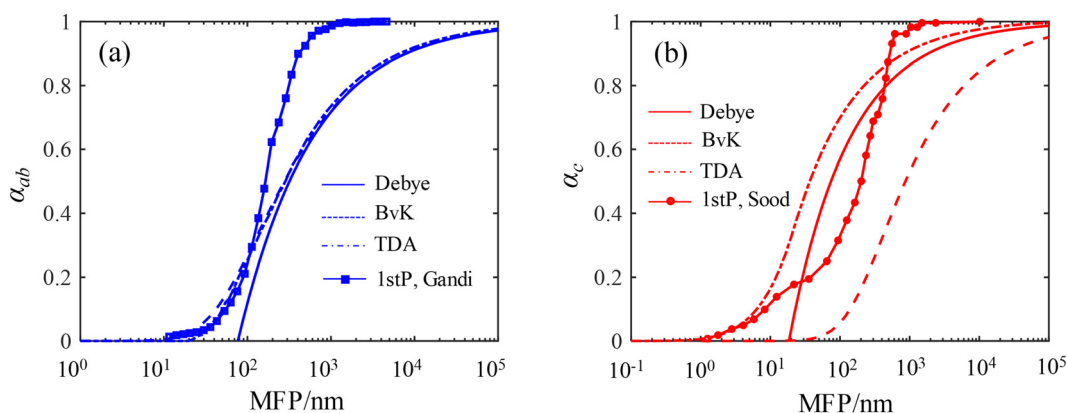 (a)
α_ab
1
0.8
0.6
0.4
0.2
0
10^0 10^1 10^2 10^3 10^4 10^5
MFP/nm
Debye
BvK
TDA
1stP, Gandi
(b)
α_c
1
0.8
0.6
0.4
0.2
0
10^-1 10^0 10^1 10^2 10^3 10^4 10^5
MFP/nm
Debye
BvK
TDA
1stP, Sood